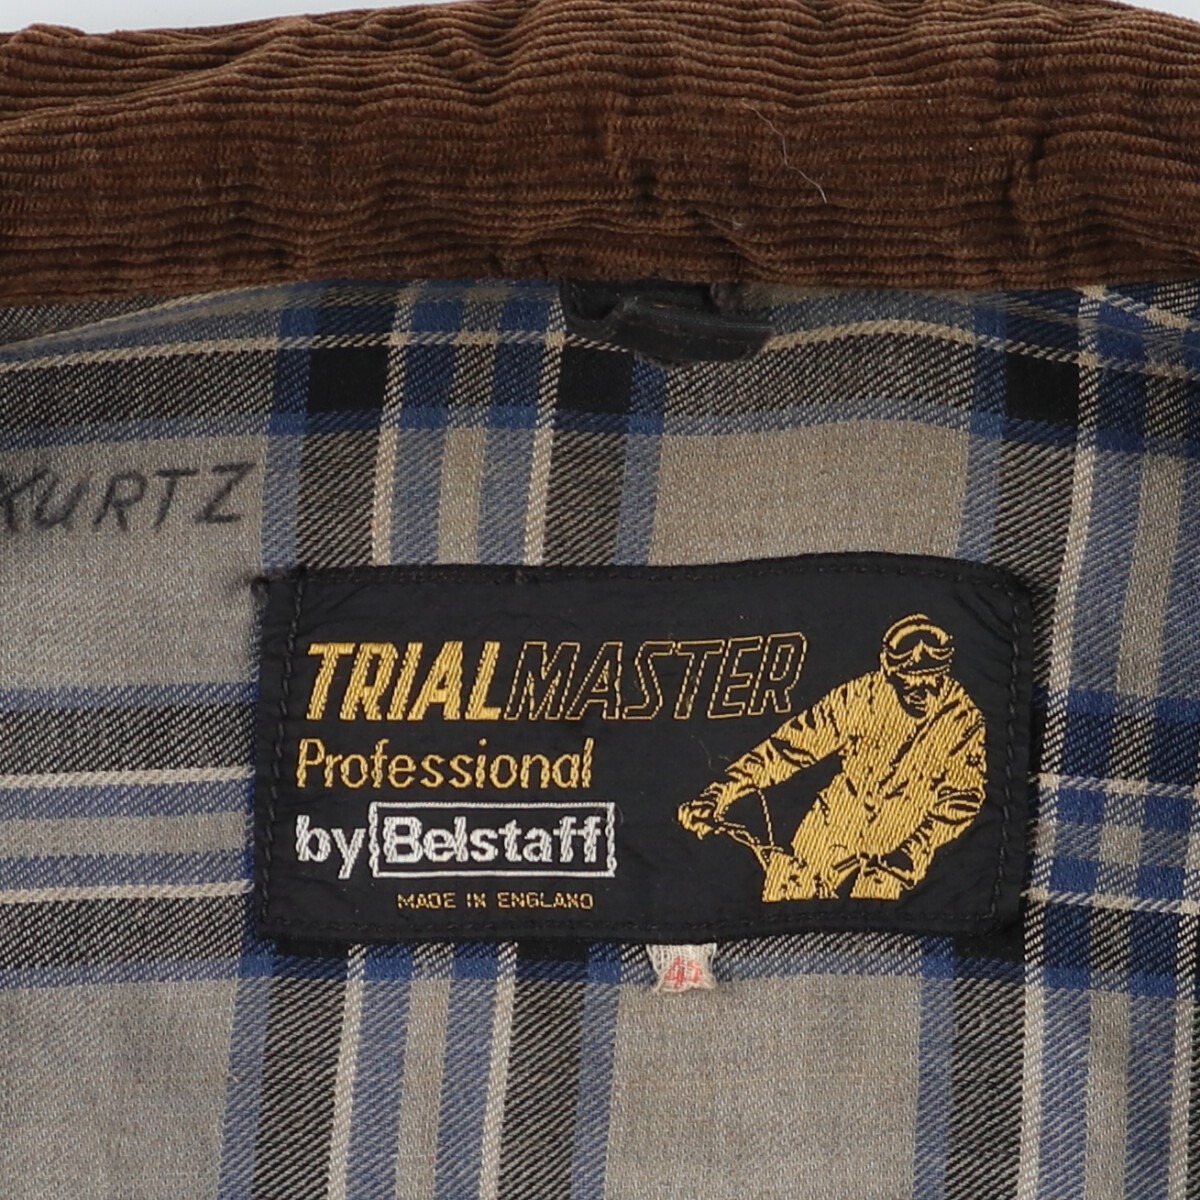 KURTZ
TRIALMASTER
Professional
by Belstaff
MADE IN ENGLAND